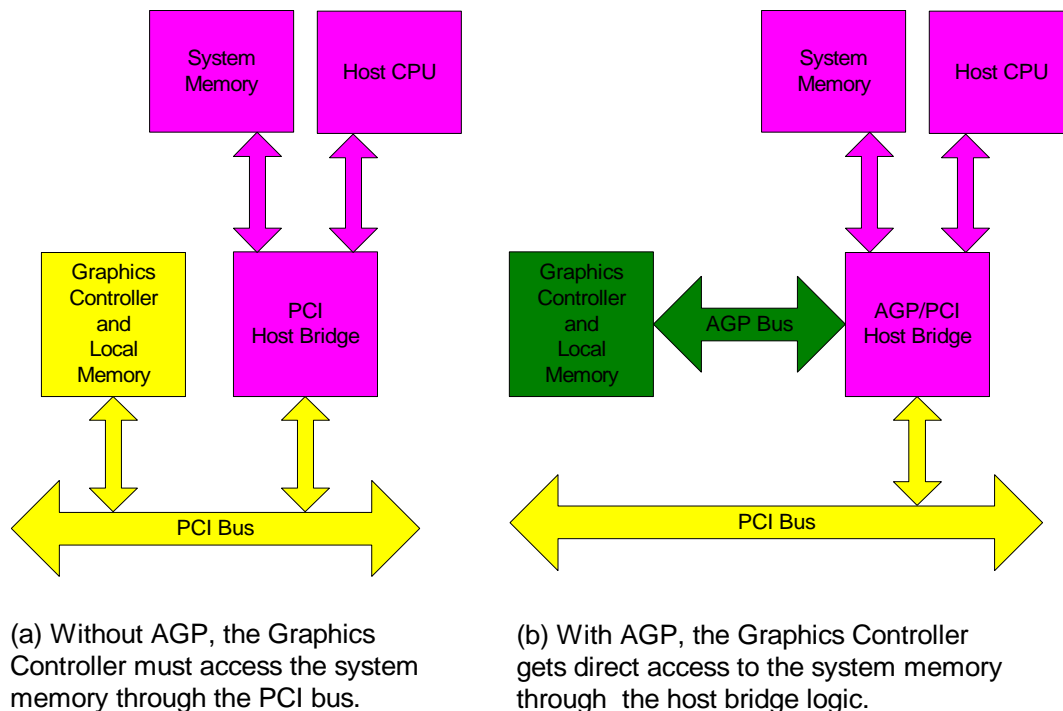 System
Memory
Host CPU
Graphics
Controller
and
Local
Memory
PCI
Host Bridge
PCI Bus
(a) Without AGP, the Graphics
Controller must access the system
memory through the PCI bus.
System
Memory
Host CPU
Graphics
Controller
and
Local
Memory
AGP Bus
AGP/PCI
Host Bridge
PCI Bus
(b) With AGP, the Graphics Controller
gets direct access to the system memory
through the host bridge logic.